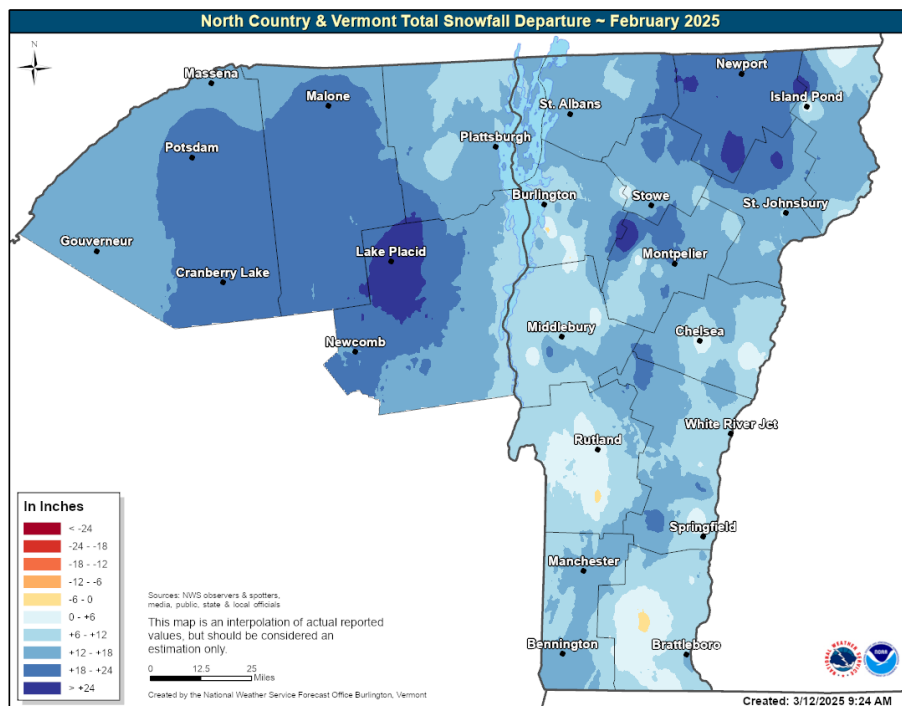 North Country & Vermont Total Snowfall Departure ~ February 2025
N
Massena
Malone
Potsdam
Plattsburgh
St. Albans
Newport
Island Pond
Burlington
Stowe
St. Johnsbury
Gouverneur
Lake Placid
Montpelier
Cranberry Lake
Newcomb
Middlebury
Chelsea
Rutland
White River Jct
Springfield
Manchester
Bennington
Brattleboro
In Inches
< -24
-24 - -18
-18 - -12
-12 - -6
-6 - 0
0 - +6
+6 - +12
+12 - +18
+18 - +24
> +24
Sources: NWS observers & spotters,
media, public, state & local officials
This map is an interpolation of actual reported
values, but should be considered an
estimation only.
0 12.5 25
Miles
Created by the National Weather Service Forecast Office Burlington, Vermont
NOAA
Created: 3/12/2025 9:24 AM